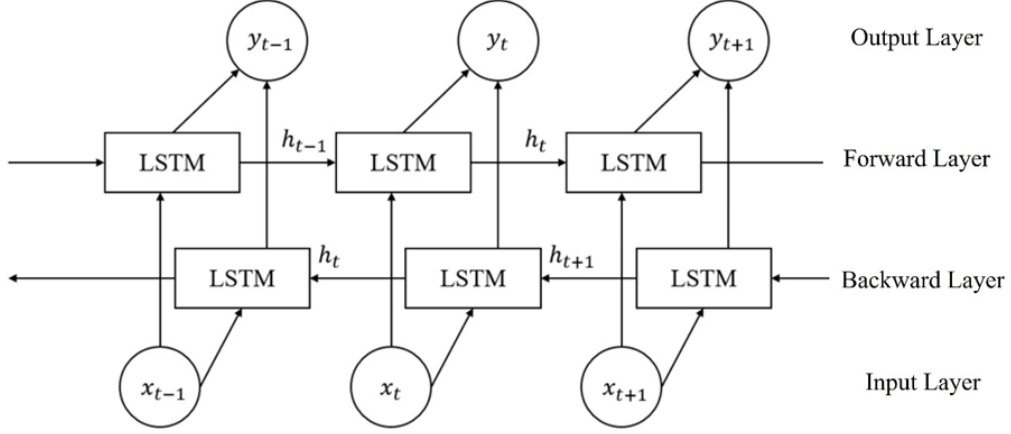 y_{t−1} y_t y_{t+1} Output Layer
h_{t−1} h_t
LSTM LSTM LSTM Forward Layer
h_t h_{t+1}
LSTM LSTM LSTM Backward Layer
x_{t−1} x_t x_{t+1} Input Layer